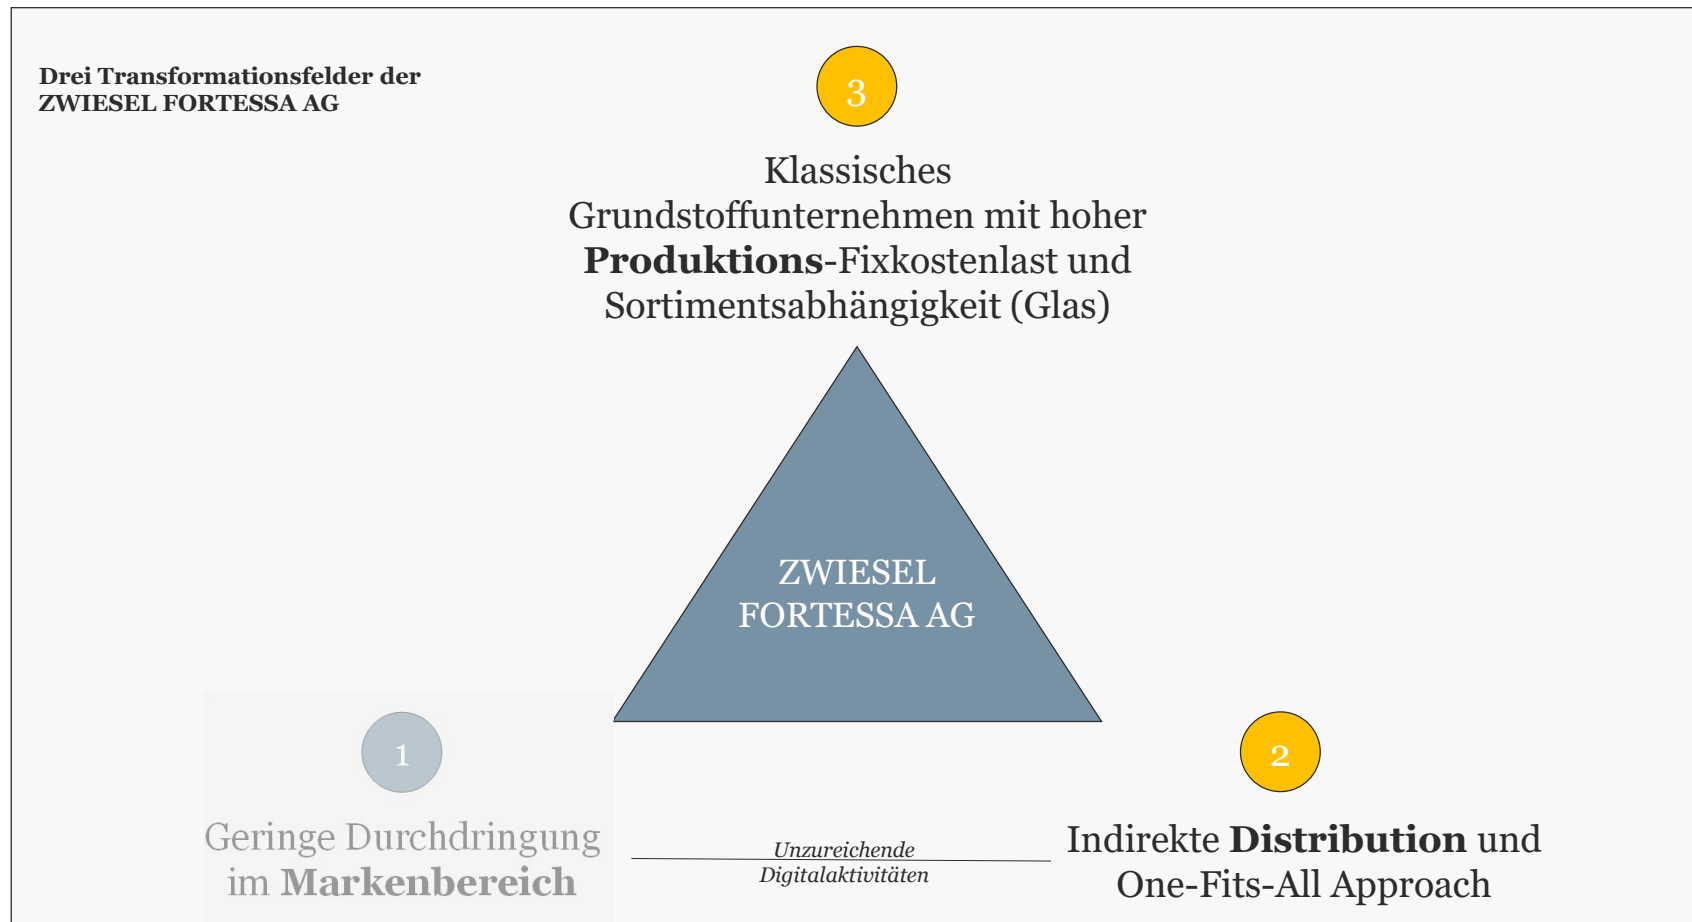 Drei Transformationsfelder der
ZWIESEL FORTESSA AG
3
Klassisches
Grundstoffunternehmen mit hoher
Produktions-Fixkostenlast und
Sortimentsabhängigkeit (Glas)
ZWIESEL
FORTESSA AG
1
Geringe Durchdringung
im Markenbereich
Unzureichende
Digitalaktivitäten
2
Indirekte Distribution und
One-Fits-All Approach